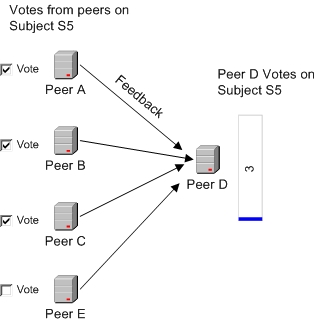 Votes from peers on
Subject S5
Vote
Peer A
Feedback
Peer D Votes on
Subject S5
Vote
Peer B
3
Peer D
Vote
Peer C
Vote
Peer E